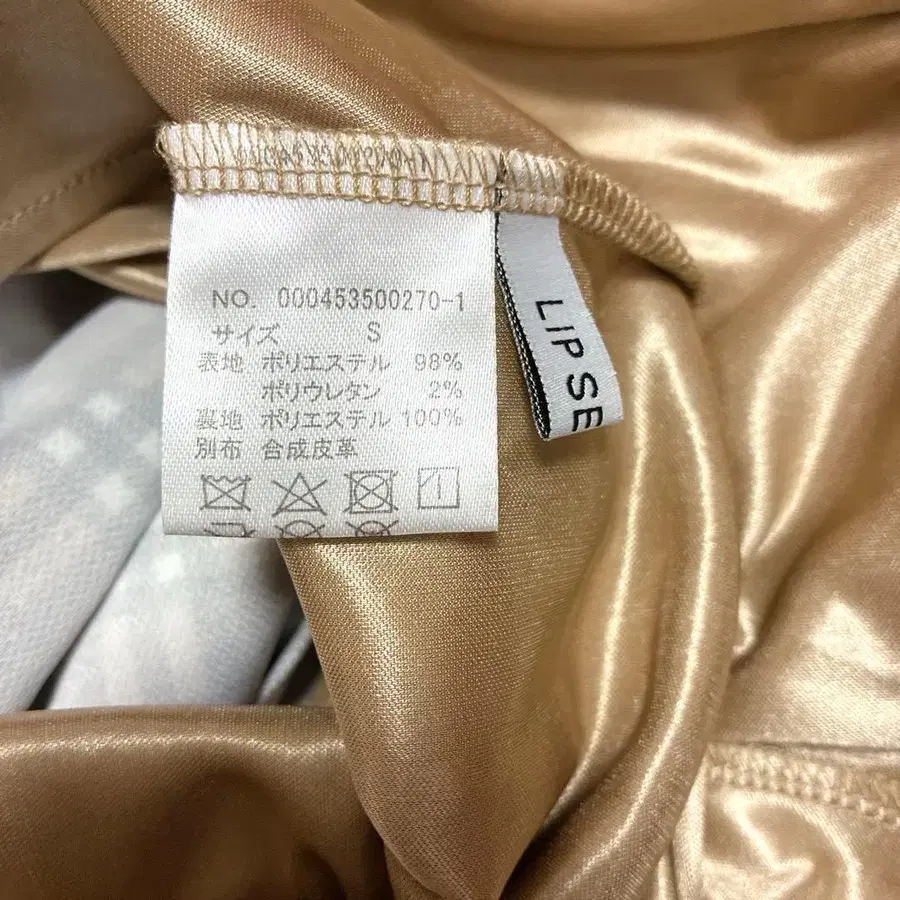 NO. 000453500270-1
サイズ S
表地 ポリエステル 98%
ポリウレタン 2%
裏地 ポリエステル 100%
別布 合成皮革
LIP SE